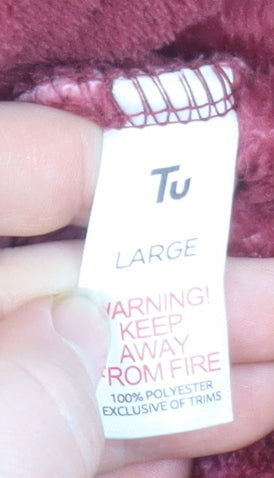 Tu
LARGE
WARNING!
KEEP
AWAY
FROM FIRE
100% POLYESTER
EXCLUSIVE OF TRIMS